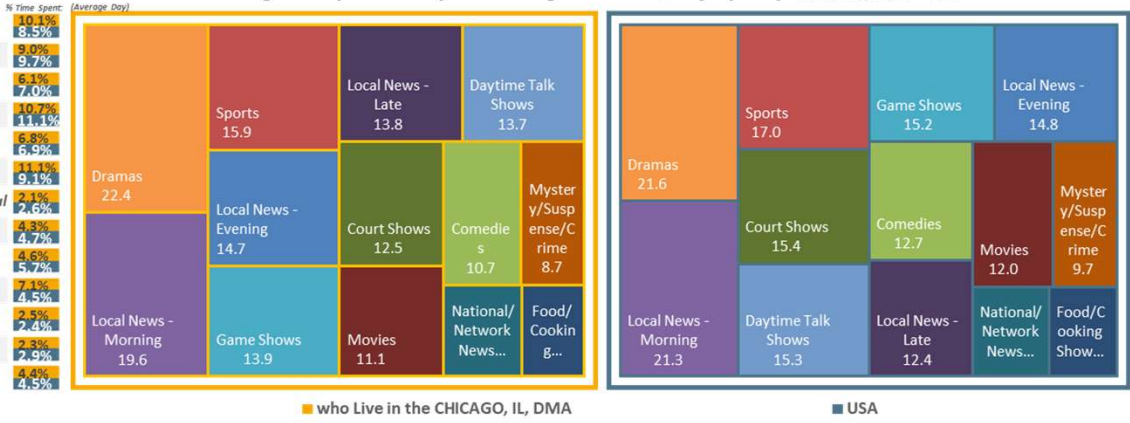 % Time Spent: (Average Day)
10.1%
8.5%
9.0%
9.7%
6.1%
7.0%
10.7%
11.1%
6.8%
6.9%
11.1%
9.1%
2.1%
2.6%
4.3%
4.7%
4.6%
5.7%
7.1%
4.5%
2.5%
2.4%
2.3%
2.9%
4.4%
4.5%
Dramas
22.4
Local News -
Morning
19.6
Sports
15.9
Local News -
Evening
14.7
Game Shows
13.9
Local News -
Late
13.8
Daytime Talk
Shows
13.7
Court Shows
12.5
Movies
11.1
Comedie
s
10.7
Myster
y/Susp
ense/C
rime
8.7
National/
Network
News...
Food/
Cookin
g...
Dramas
21.6
Local News -
Morning
21.3
Sports
17.0
Court Shows
15.4
Daytime Talk
Shows
15.3
Game Shows
15.2
Local News -
Evening
14.8
Comedies
12.7
Local News -
Late
12.4
Movies
12.0
Myster
y/Susp
ense/C
rime
9.7
National/
Network
News...
Food/C
ooking
Show...
who Live in the CHICAGO, IL, DMA
USA